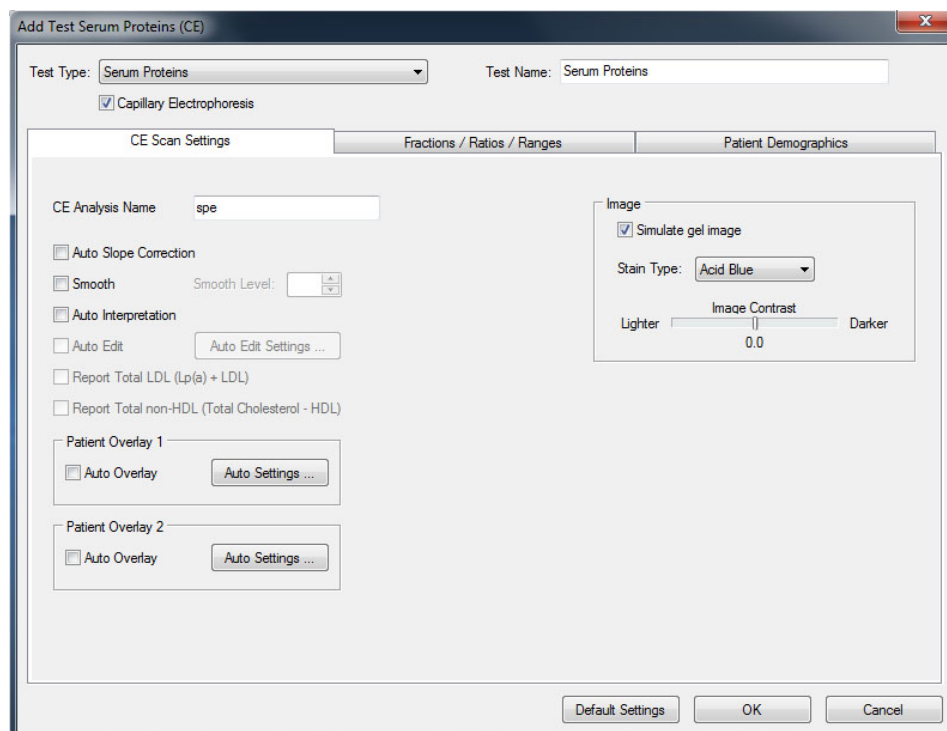 Add Test Serum Proteins (CE)
Test Type: Serum Proteins Test Name: Serum Proteins
Capillary Electrophoresis
CE Scan Settings Fractions / Ratios / Ranges Patient Demographics
CE Analysis Name spe
Auto Slope Correction
Smooth Smooth Level:
Auto Interpretation
Auto Edit Auto Edit Settings ...
Report Total LDL (Lp(a) + LDL)
Report Total non-HDL (Total Cholesterol - HDL)
Patient Overlay 1
Auto Overlay Auto Settings ...
Patient Overlay 2
Auto Overlay Auto Settings ...
Image
Simulate gel image
Stain Type: Acid Blue
Image Contrast
Lighter Darker
0.0
Default Settings OK Cancel